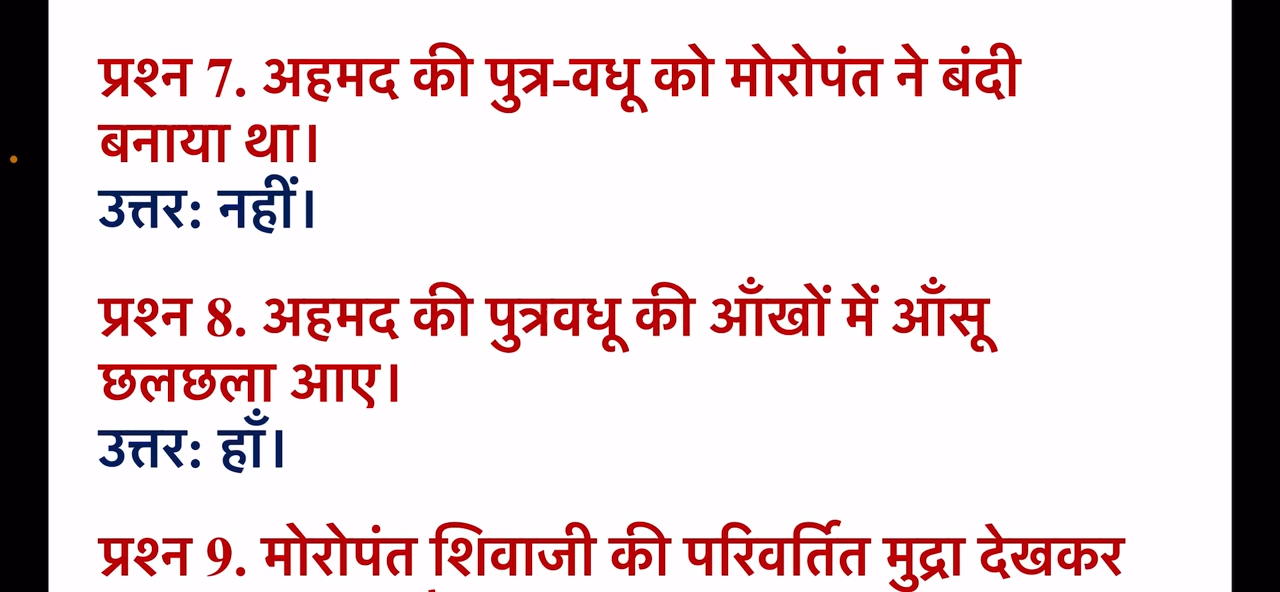 प्रश्न 7. अहमद की पुत्र-वधू को मोरोपंत ने बंदी
बनाया था।
उत्तर: नहीं।
प्रश्न 8. अहमद की पुत्रवधू की आँखों में आँसू
छलछला आए।
उत्तर: हाँ।
प्रश्न 9. मोरोपंत शिवाजी की परिवर्तित मुद्रा देखकर